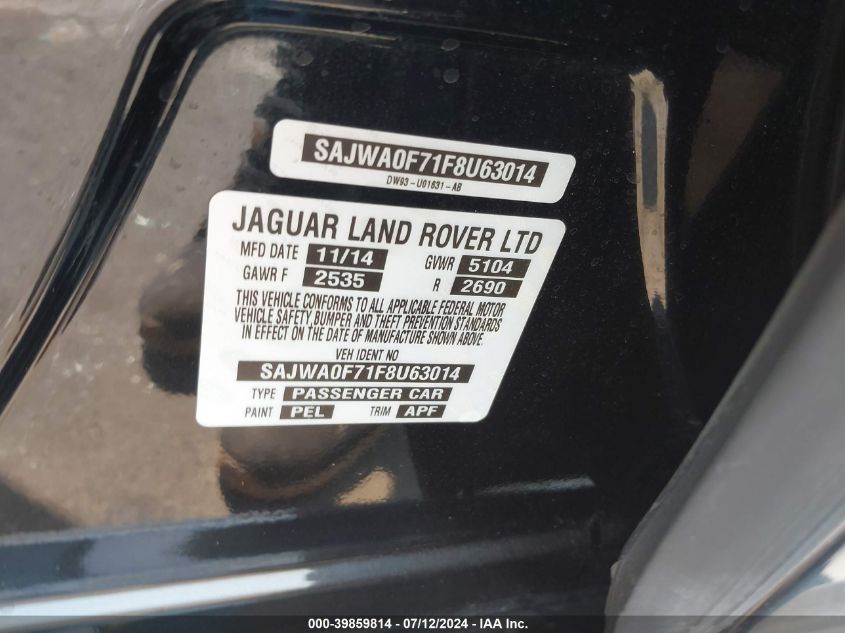 SAJWA0F71F8U63014
DW93-U01631-AB
JAGUAR LAND ROVER LTD
MFD DATE 11/14 GVWR 5104
GAWR F 2535 R 2690
THIS VEHICLE CONFORMS TO ALL APPLICABLE FEDERAL MOTOR
VEHICLE SAFETY, BUMPER AND THEFT PREVENTION STANDARDS
IN EFFECT ON THE DATE OF MANUFACTURE SHOWN ABOVE.
VEH IDENT NO
SAJWA0F71F8U63014
TYPE PASSENGER CAR
PAINT PEL TRIM APF
000-39859814 - 07/12/2024 - IAA Inc.